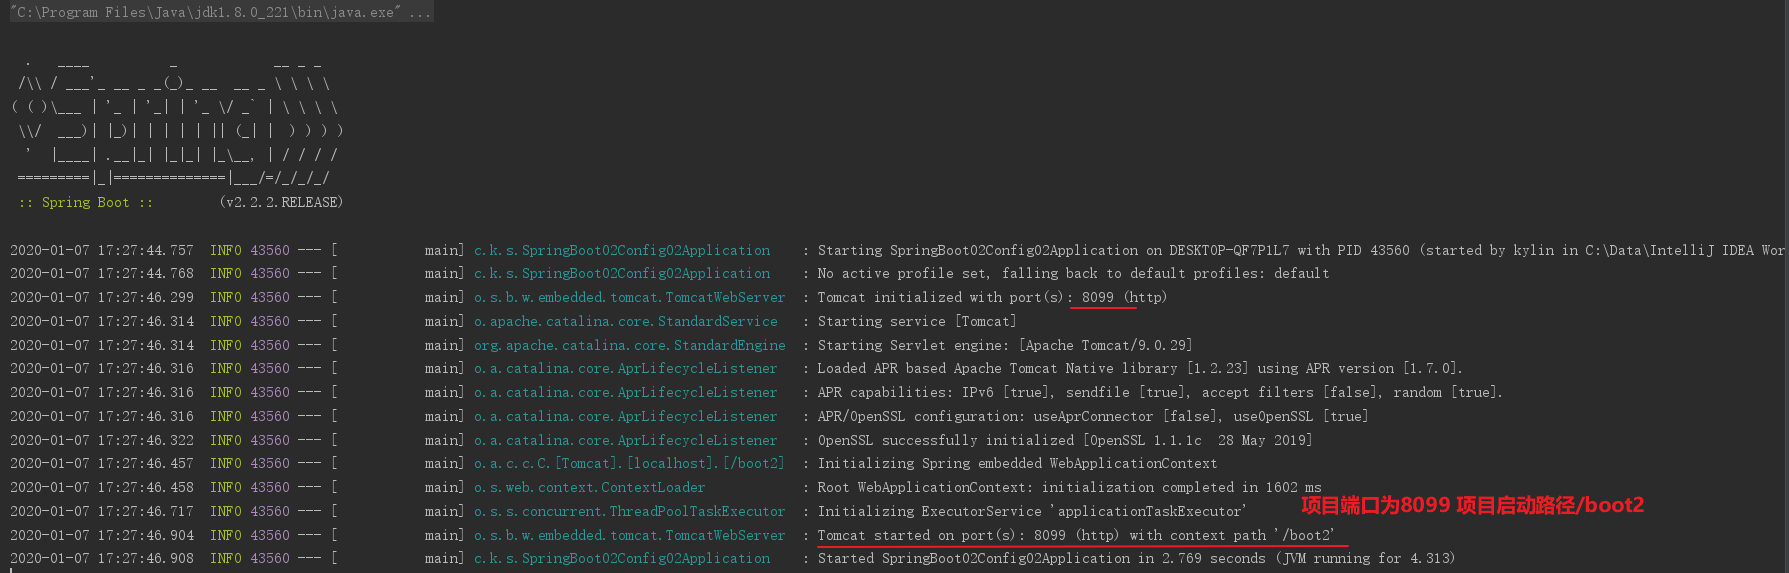 "C:\Program Files\Java\jdk1.8.0_221\bin\java.exe" ...
  .   ____          _            __ _ _
 /\\ / ___'_ __ _ _(_)_ __  __ _ \ \ \ \
( ( )\___ | '_ | '_| | '_ \/ _` | \ \ \ \
 \\/  ___)| |_)| | | | | || (_| |  ) ) ) )
  '  |____| .__|_| |_|_| |_\__, | / / / /
 =========|_|==============|___/=/_/_/_/
 :: Spring Boot ::        (v2.2.2.RELEASE)
2020-01-07 17:27:44.757  INFO 43560 --- [           main] c.k.s.SpringBoot02Config02Application    : Starting SpringBoot02Config02Application on DESKTOP-QF7P1L7 with PID 43560 (started by kylin in C:\Data\IntelliJ IDEA Wor
2020-01-07 17:27:44.768  INFO 43560 --- [           main] c.k.s.SpringBoot02Config02Application    : No active profile set, falling back to default profiles: default
2020-01-07 17:27:46.299  INFO 43560 --- [           main] o.s.b.w.embedded.tomcat.TomcatWebServer  : Tomcat initialized with port(s): 8099 (http)
2020-01-07 17:27:46.314  INFO 43560 --- [           main] o.apache.catalina.core.StandardService   : Starting service [Tomcat]
2020-01-07 17:27:46.314  INFO 43560 --- [           main] org.apache.catalina.core.StandardEngine  : Starting Servlet engine: [Apache Tomcat/9.0.29]
2020-01-07 17:27:46.316  INFO 43560 --- [           main] o.a.catalina.core.AprLifecycleListener   : Loaded APR based Apache Tomcat Native library [1.2.23] using APR version [1.7.0].
2020-01-07 17:27:46.316  INFO 43560 --- [           main] o.a.catalina.core.AprLifecycleListener   : APR capabilities: IPv6 [true], sendfile [true], accept filters [false], random [true].
2020-01-07 17:27:46.316  INFO 43560 --- [           main] o.a.catalina.core.AprLifecycleListener   : APR/OpenSSL configuration: useAprConnector [false], useOpenSSL [true]
2020-01-07 17:27:46.322  INFO 43560 --- [           main] o.a.catalina.core.AprLifecycleListener   : OpenSSL successfully initialized [OpenSSL 1.1.1c  28 May 2019]
2020-01-07 17:27:46.457  INFO 43560 --- [           main] o.a.c.c.C.[Tomcat].[localhost].[/boot2]  : Initializing Spring embedded WebApplicationContext
2020-01-07 17:27:46.458  INFO 43560 --- [           main] o.s.web.context.ContextLoader            : Root WebApplicationContext: initialization completed in 1602 ms
项目端口为8099 项目启动路径/boot2
2020-01-07 17:27:46.717  INFO 43560 --- [           main] o.s.s.concurrent.ThreadPoolTaskExecutor  : Initializing ExecutorService 'applicationTaskExecutor'
2020-01-07 17:27:46.904  INFO 43560 --- [           main] o.s.b.w.embedded.tomcat.TomcatWebServer  : Tomcat started on port(s): 8099 (http) with context path '/boot2'
2020-01-07 17:27:46.908  INFO 43560 --- [           main] c.k.s.SpringBoot02Config02Application    : Started SpringBoot02Config02Application in 2.769 seconds (JVM running for 4.313)